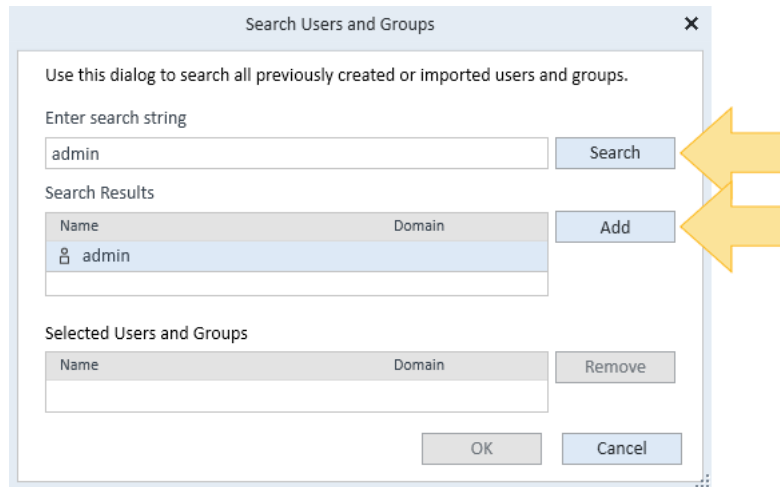 Search Users and Groups
Use this dialog to search all previously created or imported users and groups.
Enter search string
admin Search
Search Results
Name Domain Add
admin
Selected Users and Groups
Name Domain Remove
OK Cancel